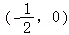 (-1/2, 0)